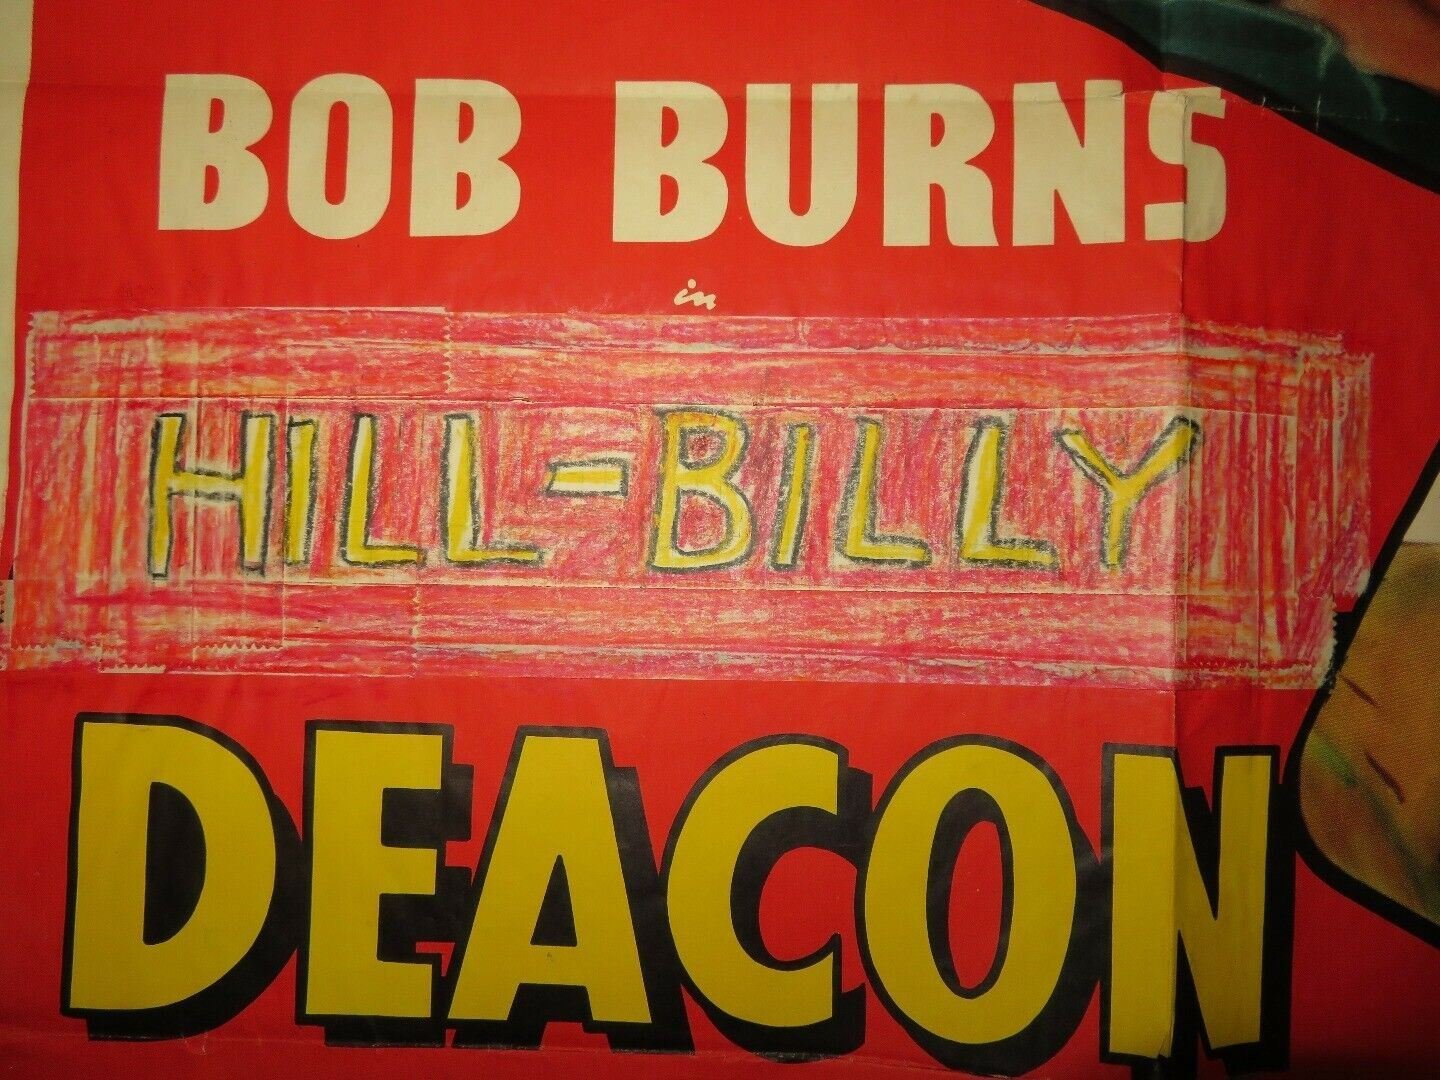 BOB BURNS
in
HILL-BILLY
DEACON